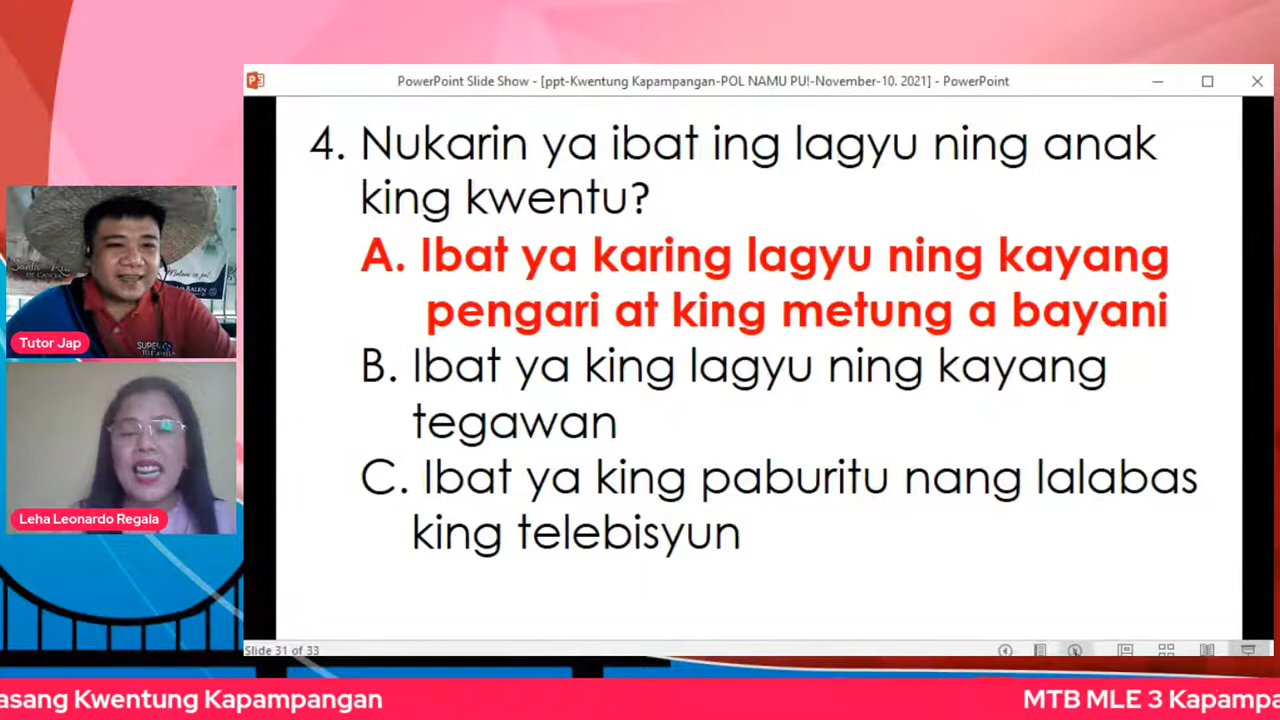 PowerPoint Slide Show - [ppt-Kwentung Kapampangan-POL NAMU PU!-November-10. 2021] - PowerPoint
4. Nukarin ya ibat ing lagyu ning anak
king kwentu?
A. Ibat ya karing lagyu ning kayang
pengari at king metung a bayani
B. Ibat ya king lagyu ning kayang
tegawan
C. Ibat ya king paburitu nang lalabas
king telebisyun
Slide 31 of 33
Tutor Jap
Leha Leonardo Regala
asang Kwentung Kapampangan
MTB MLE 3 Kapampa